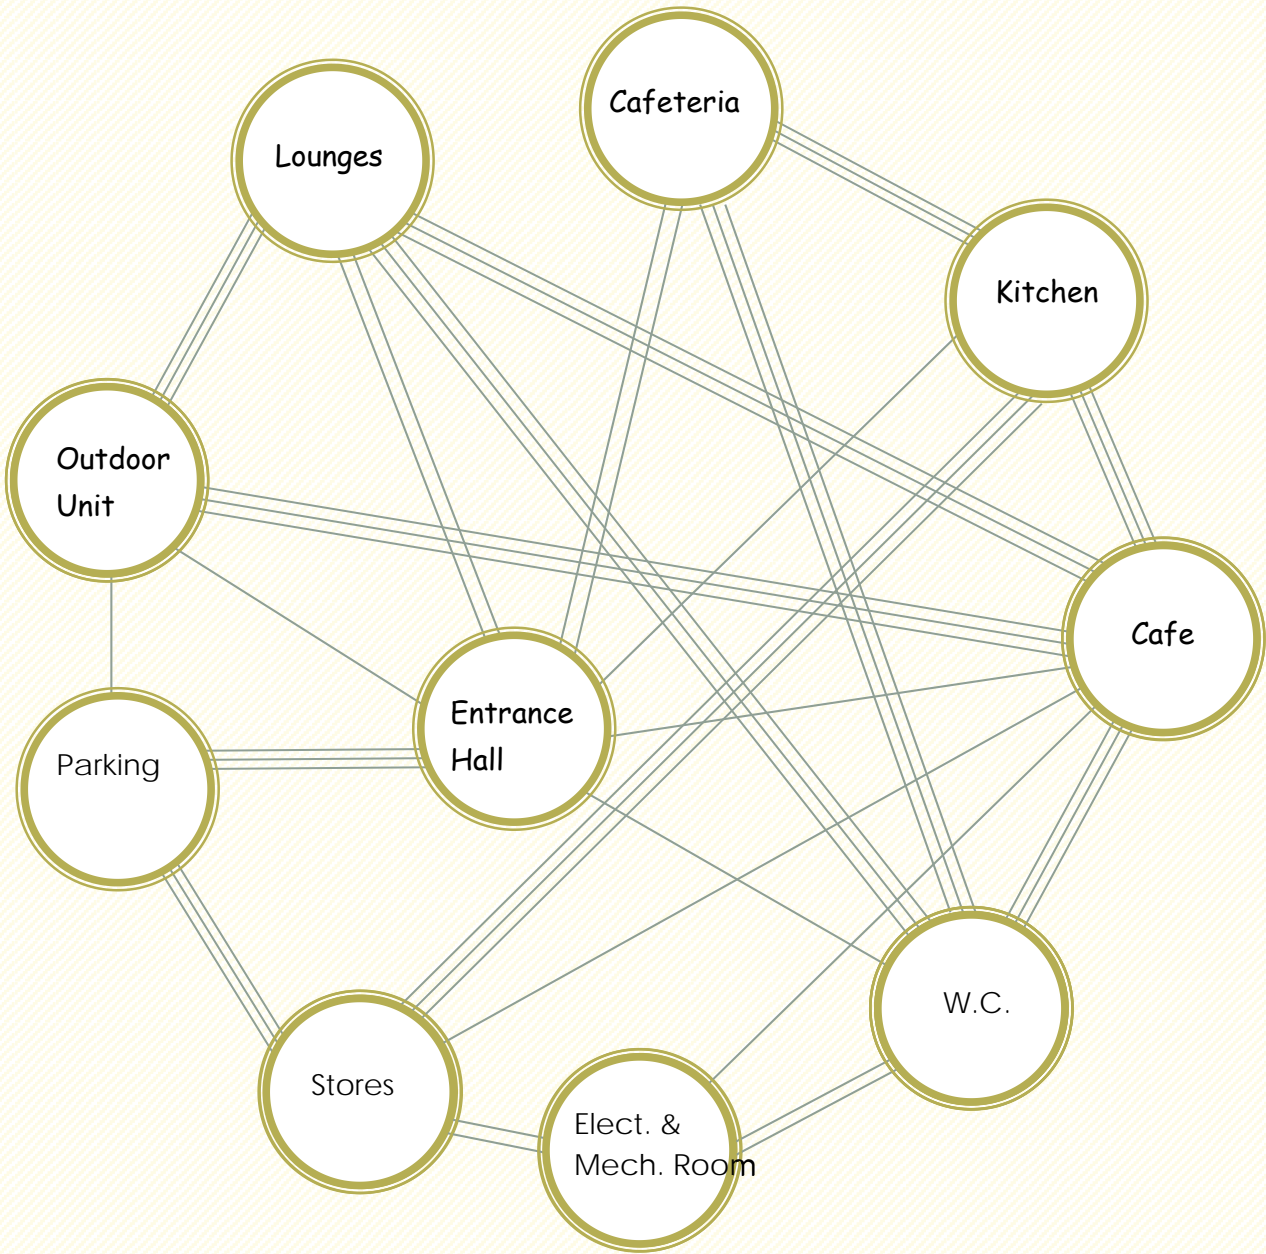 Cafeteria
Lounges
Kitchen
Outdoor
Unit
Cafe
Entrance
Hall
Parking
W.C.
Stores
Elect. &
Mech. Room